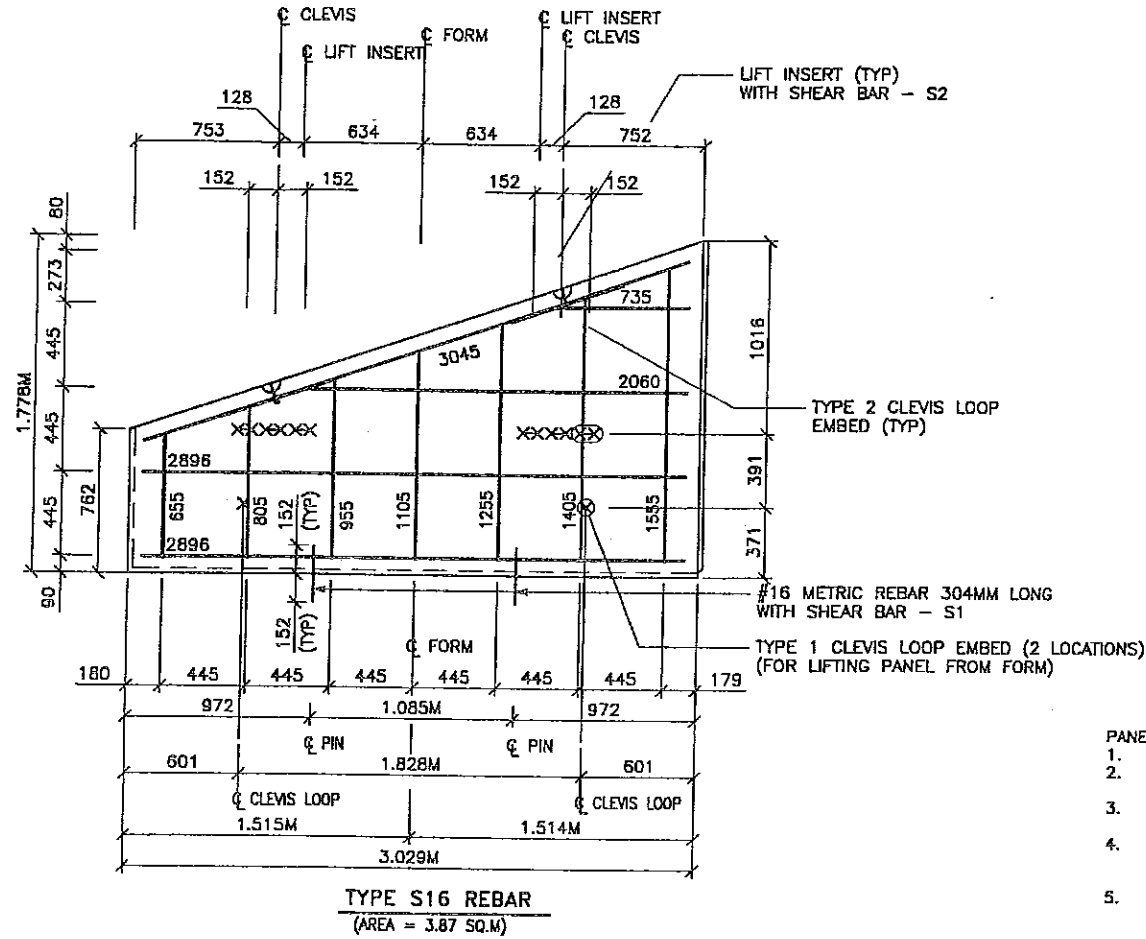 ℄ CLEVIS
℄ LIFT INSERT
℄ FORM
℄ LIFT INSERT
℄ CLEVIS
LIFT INSERT (TYP)
WITH SHEAR BAR – S2
128
128
753
634
634
752
152
152
152
152
80
273
445
445
445
90
1.778M
762
735
3045
2060
2896
2896
655
805
152
(TYP)
955
1105
1255
1405
1555
1016
391
371
TYPE 2 CLEVIS LOOP
EMBED (TYP)
152
(TYP)
#16 METRIC REBAR 304MM LONG
WITH SHEAR BAR – S1
TYPE 1 CLEVIS LOOP EMBED (2 LOCATIONS)
(FOR LIFTING PANEL FROM FORM)
℄ FORM
180
445
445
445
445
445
445
179
972
1.085M
972
℄ PIN
℄ PIN
601
1.828M
601
℄ CLEVIS LOOP
℄ CLEVIS LOOP
1.515M
1.514M
3.029M
TYPE S16 REBAR
(AREA = 3.87 SQ.M)
PANE
1.
2.
3.
4.
5.